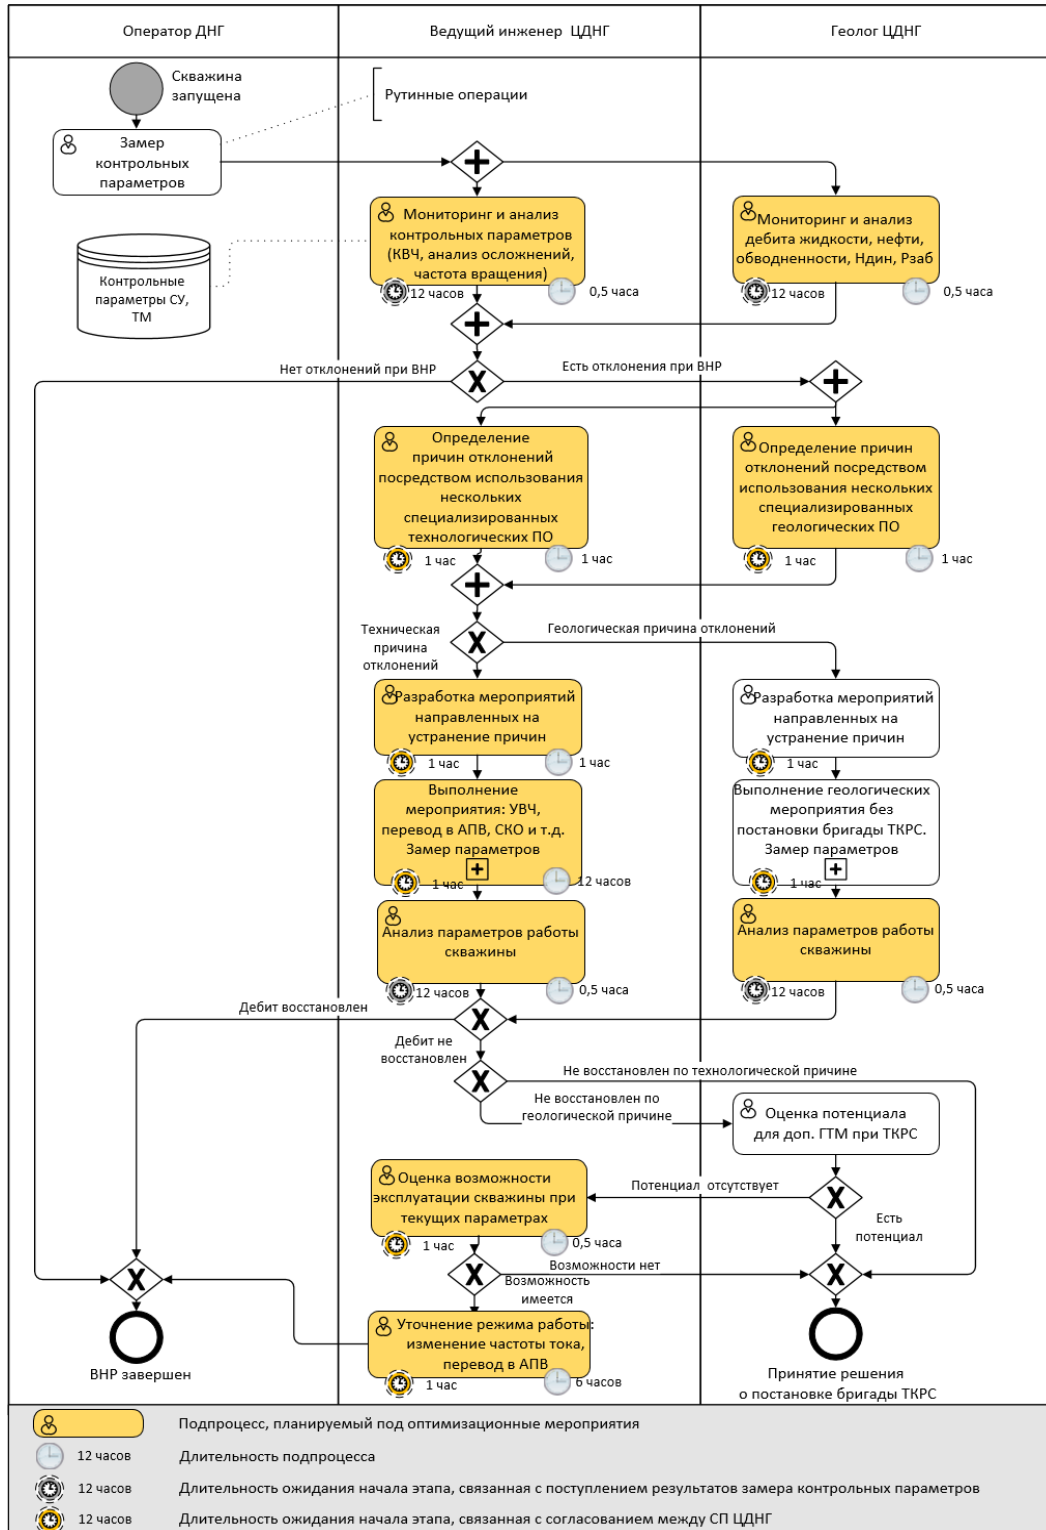 Оператор ДНГ
Ведущий инженер ЦДНГ
Геолог ЦДНГ
Скважина
запущена
Рутинные операции
Замер
контрольных
параметров
Мониторинг и анализ
контрольных параметров
(КВЧ, анализ осложнений,
частота вращения)
12 часов
0,5 часа
Мониторинг и анализ
дебита жидкости, нефти,
обводненности, Ндин, Рзаб
12 часов
0,5 часа
Контрольные
параметры СУ,
ТМ
Нет отклонений при ВНР
Есть отклонения при ВНР
Определение
причин отклонений
посредством использования
нескольких
специализированных
технологических ПО
1 час
1 час
Определение причин
отклонений посредством
использования нескольких
специализированных
геологических ПО
1 час
1 час
Техническая
причина
отклонений
Геологическая причина отклонений
Разработка мероприятий
направленных на
устранение причин
1 час
1 час
Разработка мероприятий
направленных на
устранение причин
1 час
Выполнение
мероприятия: УВЧ,
перевод в АПВ, СКО и т.д.
Замер параметров
1 час
12 часов
Выполнение геологических
мероприятия без
постановки бригады ТКРС.
Замер параметров
1 час
Анализ параметров работы
скважины
12 часов
0,5 часа
Анализ параметров работы
скважины
12 часов
0,5 часа
Дебит восстановлен
Дебит не
восстановлен
Не восстановлен по технологической причине
Не восстановлен по
геологической причине
Оценка потенциала
для доп. ГТМ при ТКРС
Потенциал отсутствует
Есть
потенциал
Оценка возможности
эксплуатации скважины при
текущих параметрах
1 час
0,5 часа
Возможности нет
Возможность
имеется
Уточнение режима работы:
изменение частоты тока,
перевод в АПВ
1 час
6 часов
ВНР завершен
Принятие решения
о постановке бригады ТКРС
Подпроцесс, планируемый под оптимизационные мероприятия
12 часов
Длительность подпроцесса
12 часов
Длительность ожидания начала этапа, связанная с поступлением результатов замера контрольных параметров
12 часов
Длительность ожидания начала этапа, связанная с согласованием между СП ЦДНГ